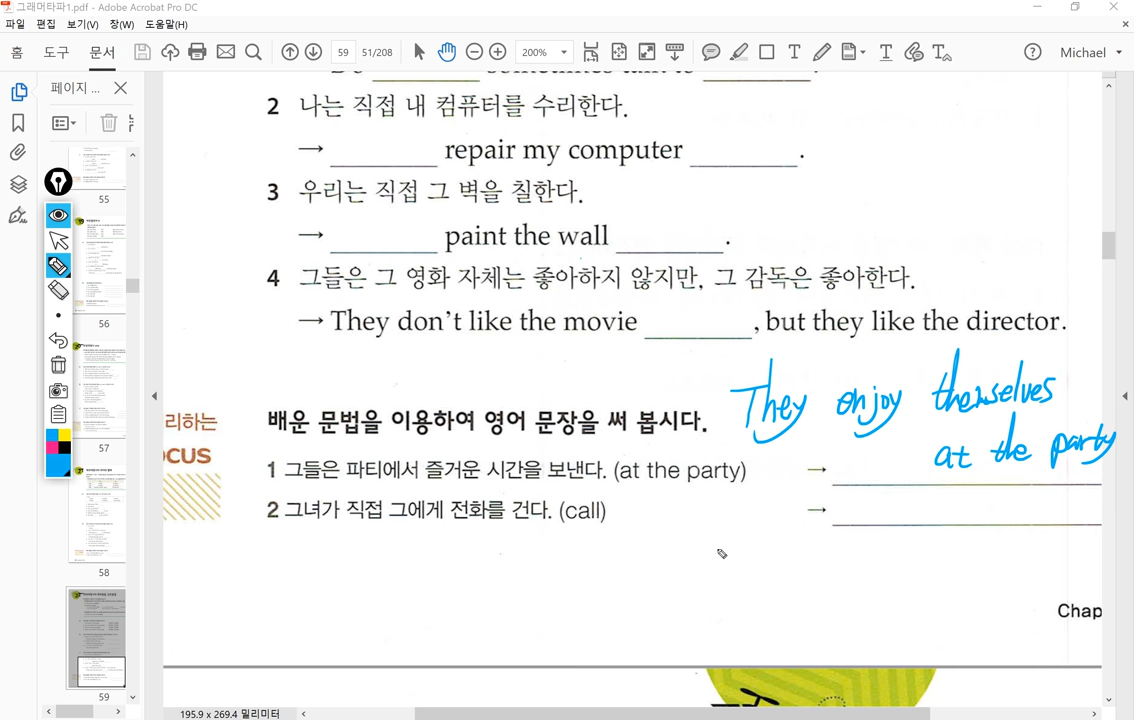 그래머타파1.pdf - Adobe Acrobat Pro DC
파일 편집 보기(V) 창(W) 도움말(H)
홈 도구 문서 59 51/208 200% Michael
페이지 ...
55
56
57
58
59
2 나는 직접 내 컴퓨터를 수리한다.
→ ________ repair my computer ________.
3 우리는 직접 그 벽을 칠한다.
→ ________ paint the wall ________.
4 그들은 그 영화 자체는 좋아하지 않지만, 그 감독은 좋아한다.
→ They don't like the movie ________, but they like the director.
They enjoy themselves
at the party
리하는
OCUS
배운 문법을 이용하여 영어 문장을 써 봅시다.
1 그들은 파티에서 즐거운 시간을 보낸다. (at the party) →
2 그녀가 직접 그에게 전화를 건다. (call) →
Chap
195.9 x 269.4 밀리미터